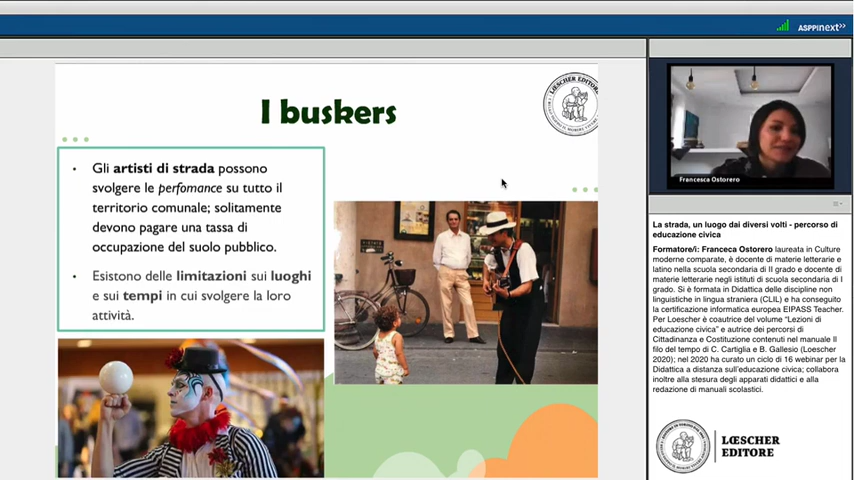 ASPPInext>>
I buskers
LŒSCHER EDITORE
• Gli artisti di strada possono
svolgere le perfomance su tutto il
territorio comunale; solitamente
devono pagare una tassa di
occupazione del suolo pubblico.
• Esistono delle limitazioni sui luoghi
e sui tempi in cui svolgere la loro
attività.
Francesca Ostorero
La strada, un luogo dai diversi volti - percorso di
educazione civica
Formatore/i: Franceca Ostorero laureata in Culture
moderne comparate, è docente di materie letterarie e
latino nella scuola secondaria di II grado e docente di
materie letterarie negli istituti di scuola secondaria di I
grado. Si è formata in Didattica delle discipline non
linguistiche in lingua straniera (CLIL) e ha conseguito
la certificazione informatica europea EIPASS Teacher.
Per Loescher è coautrice del volume "Lezioni di
educazione civica" e autrice dei percorsi di
Cittadinanza e Costituzione contenuti nel manuale Il
filo del tempo di C. Cartiglia e B. Gallesio (Loescher
2020); nel 2020 ha curato un ciclo di 16 webinar per la
Didattica a distanza sull'educazione civica; collabora
inoltre alla stesura degli apparati didattici e alla
redazione di manuali scolastici.
LŒSCHER
EDITORE